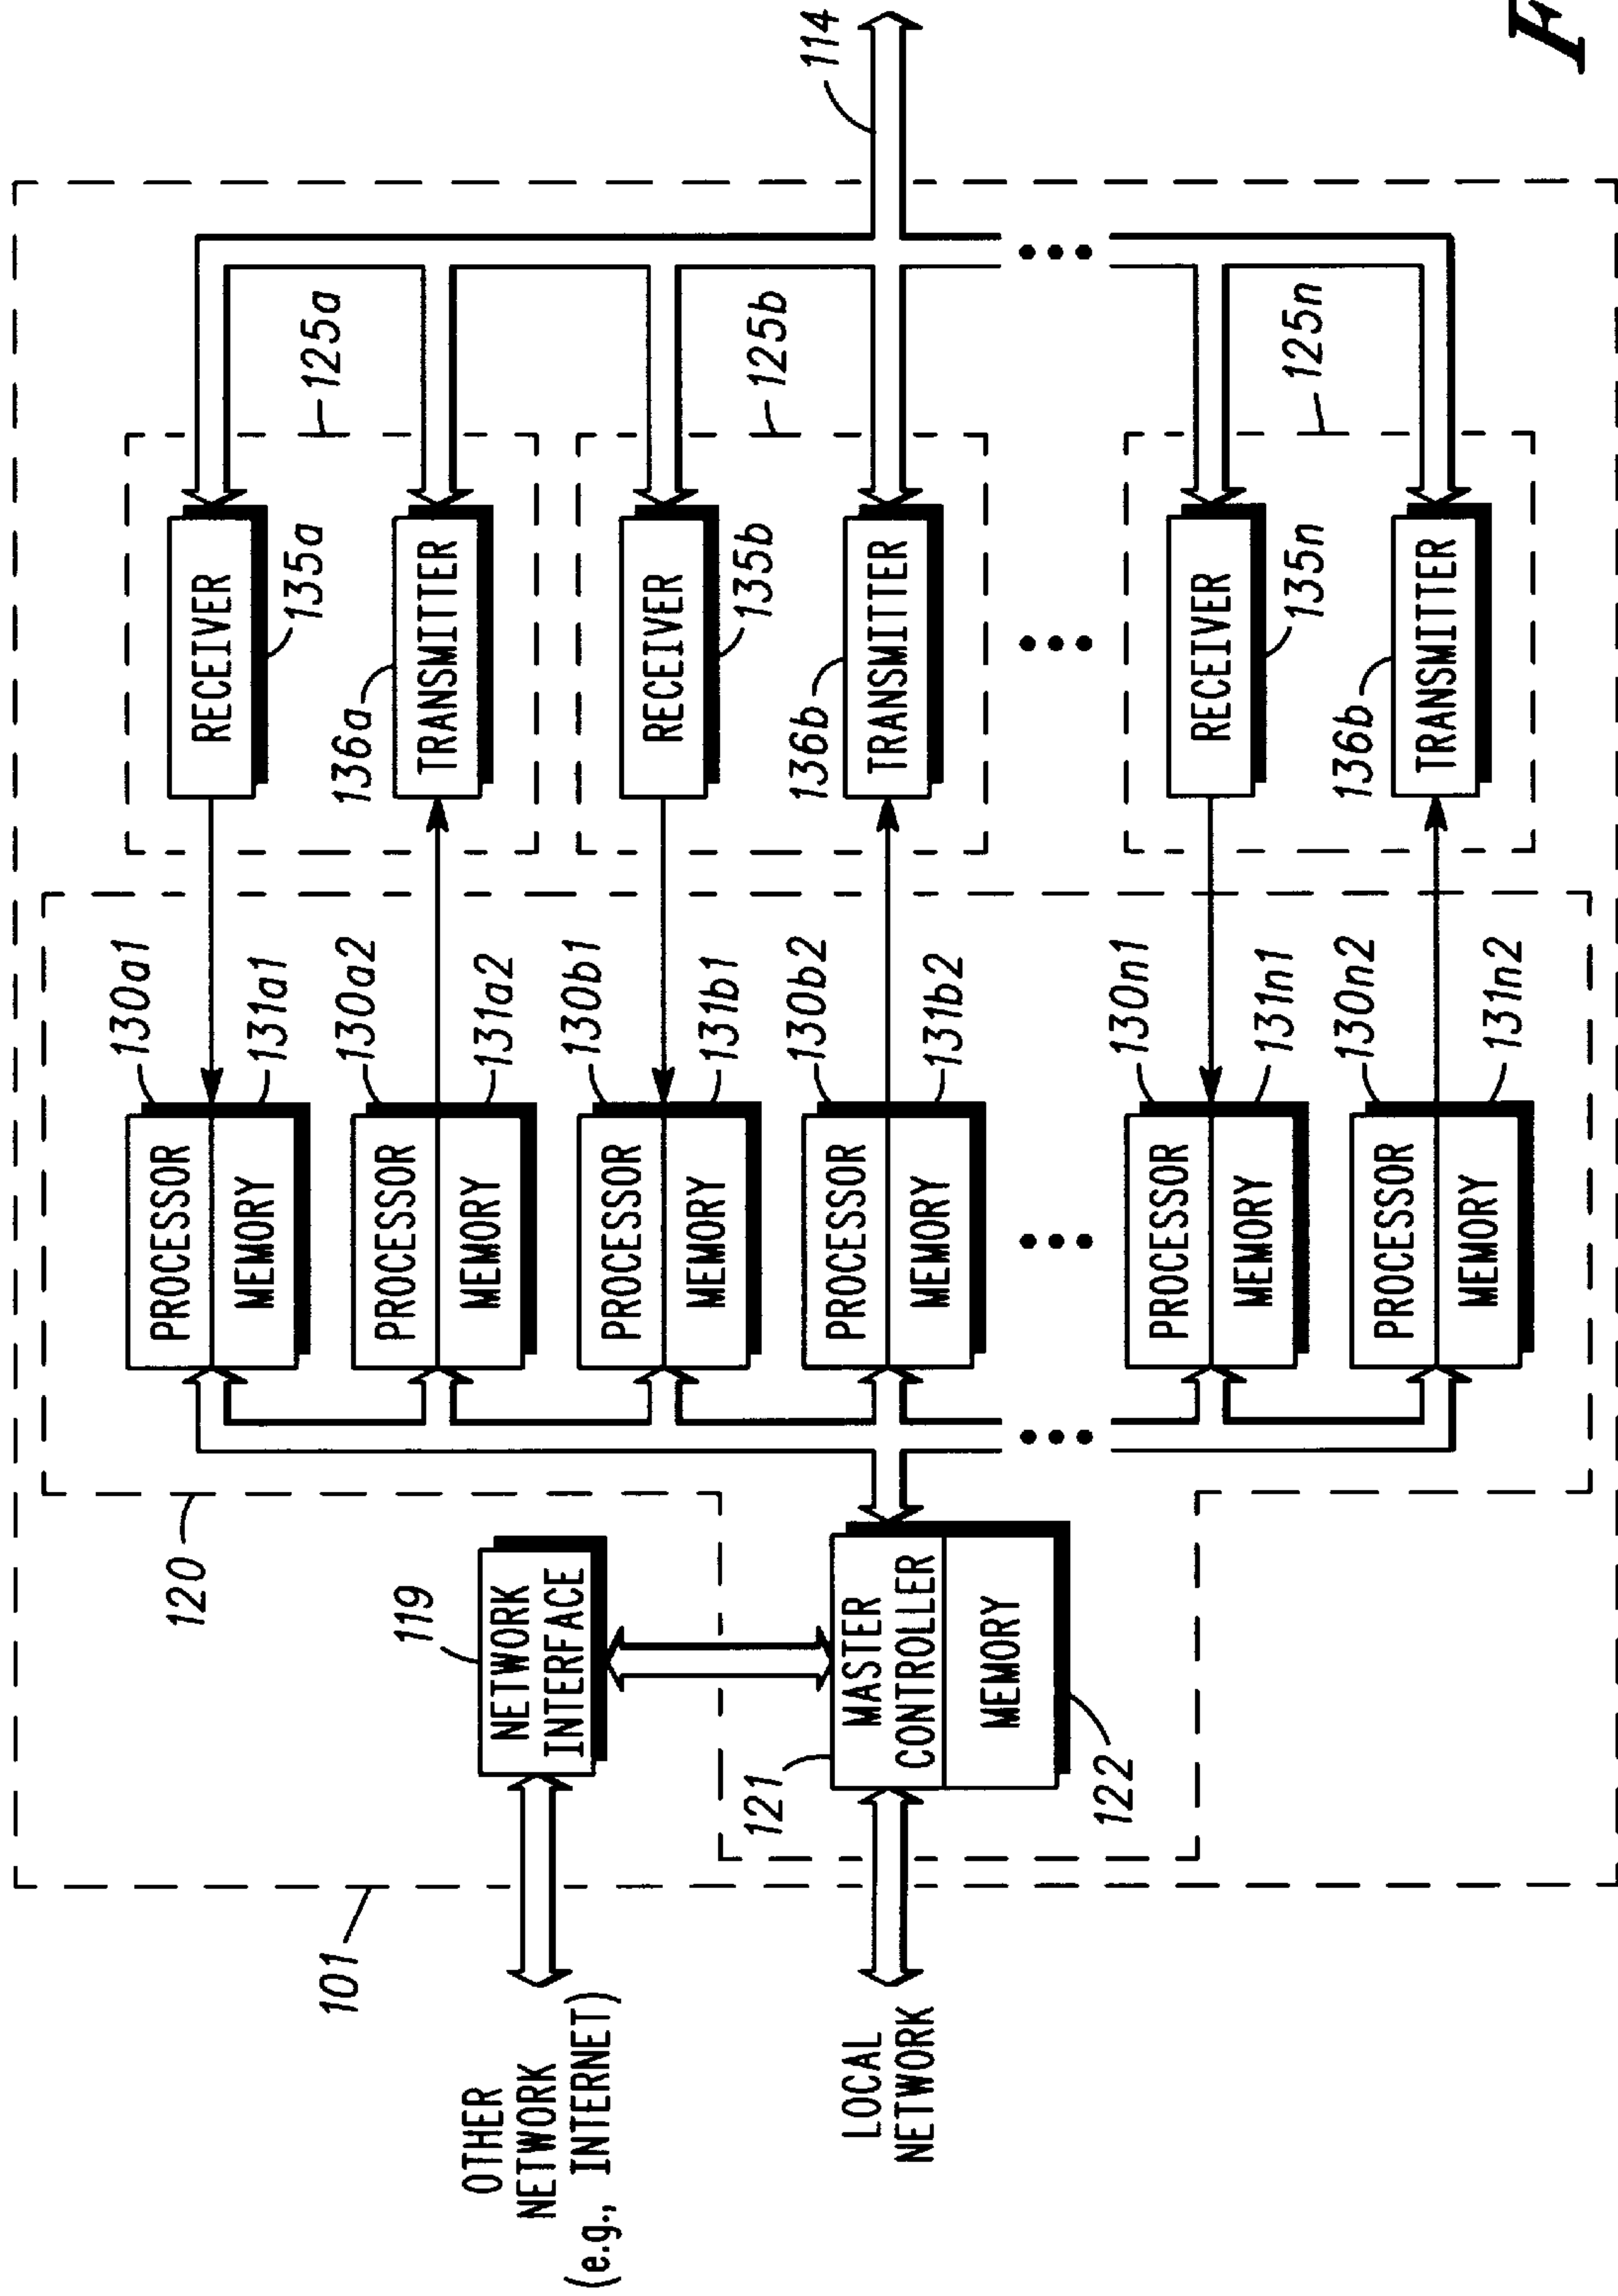 101
120
119
NETWORK
INTERFACE
OTHER
NETWORK
(e.g., INTERNET)
121
MASTER
CONTROLLER
MEMORY
122
LOCAL
NETWORK
PROCESSOR
MEMORY
130a1
131a1
RECEIVER
135a
125a
PROCESSOR
MEMORY
130a2
131a2
136a
TRANSMITTER
PROCESSOR
MEMORY
130b1
131b1
RECEIVER
135b
125b
PROCESSOR
MEMORY
130b2
131b2
136b
TRANSMITTER
114
PROCESSOR
MEMORY
130n1
131n1
RECEIVER
135n
125n
PROCESSOR
MEMORY
130n2
131n2
136b
TRANSMITTER